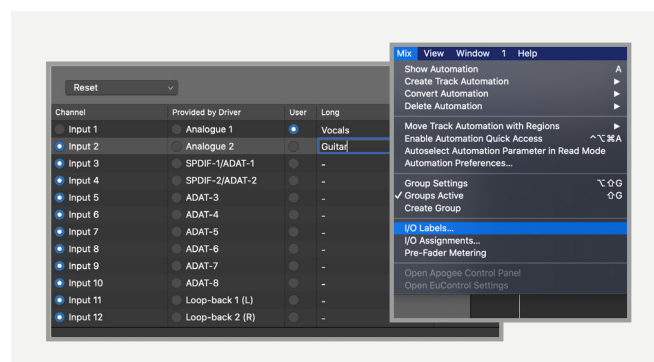 Reset
Channel Provided by Driver User Long
Input 1 Analogue 1 Vocals
Input 2 Analogue 2 Guitar
Input 3 SPDIF-1/ADAT-1 -
Input 4 SPDIF-2/ADAT-2 -
Input 5 ADAT-3 -
Input 6 ADAT-4 -
Input 7 ADAT-5 -
Input 8 ADAT-6 -
Input 9 ADAT-7 -
Input 10 ADAT-8 -
Input 11 Loop-back 1 (L) -
Input 12 Loop-back 2 (R) -
Mix View Window 1 Help
Show Automation A
Create Track Automation ▶
Convert Automation ▶
Delete Automation ▶
Move Track Automation with Regions ▶
Enable Automation Quick Access ^⌥⌘A
Autoselect Automation Parameter in Read Mode
Automation Preferences...
Group Settings ⌥⇧G
✓ Groups Active ⇧G
Create Group
I/O Labels...
I/O Assignments...
Pre-Fader Metering
Open Apogee Control Panel
Open EuControl Settings